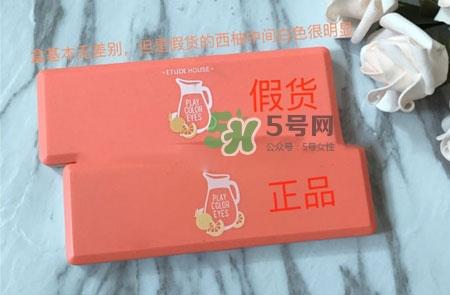 基本无差别，但是假货的西柚中间白色很明显
·ETUDE HOUSE·
PLAY
COLOR
EYES
假货
5号网
公众号：5号女性
PLAY
COLOR
EYES
正品